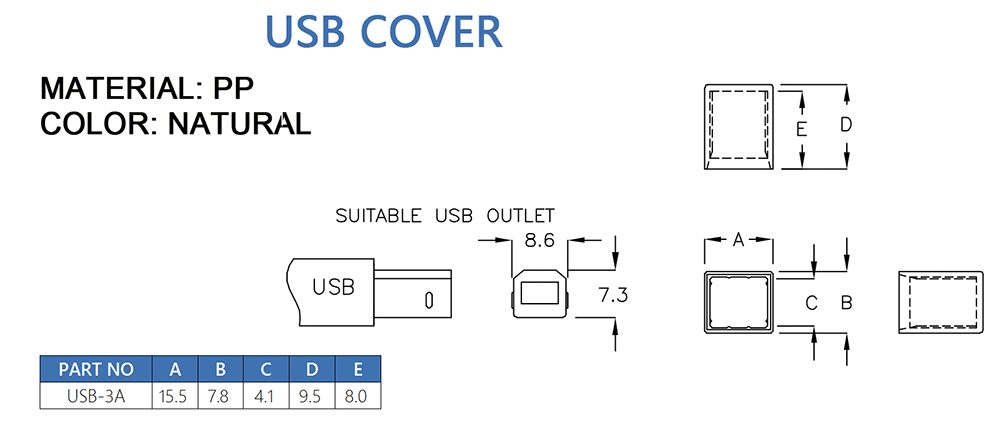 USB COVER
MATERIAL: PP
COLOR: NATURAL
E
D
SUITABLE USB OUTLET
8.6
A
USB
7.3
C
B
PART NO A B C D E
USB-3A 15.5 7.8 4.1 9.5 8.0